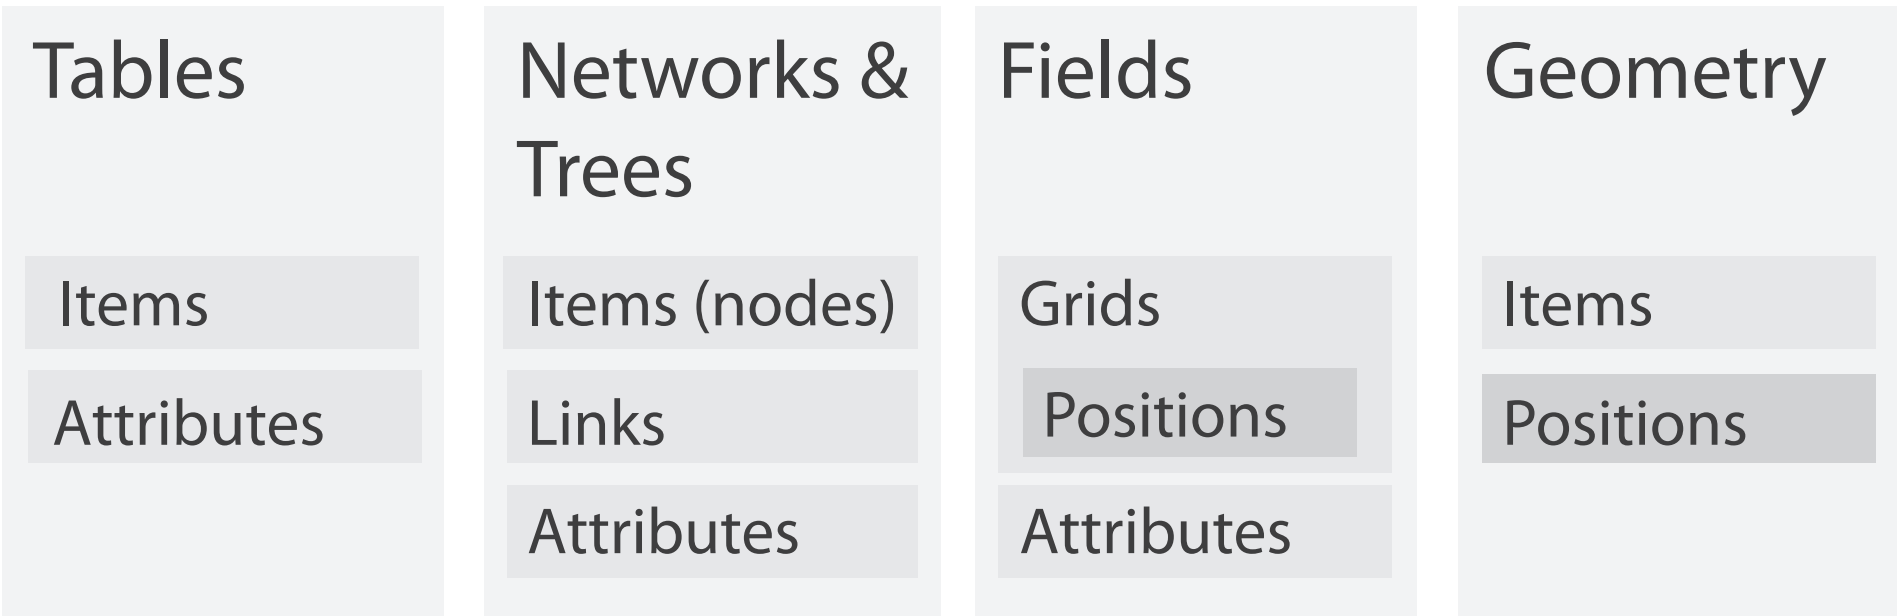 Tables
Items
Attributes
Networks &
Trees
Items (nodes)
Links
Attributes
Fields
Grids
Positions
Attributes
Geometry
Items
Positions